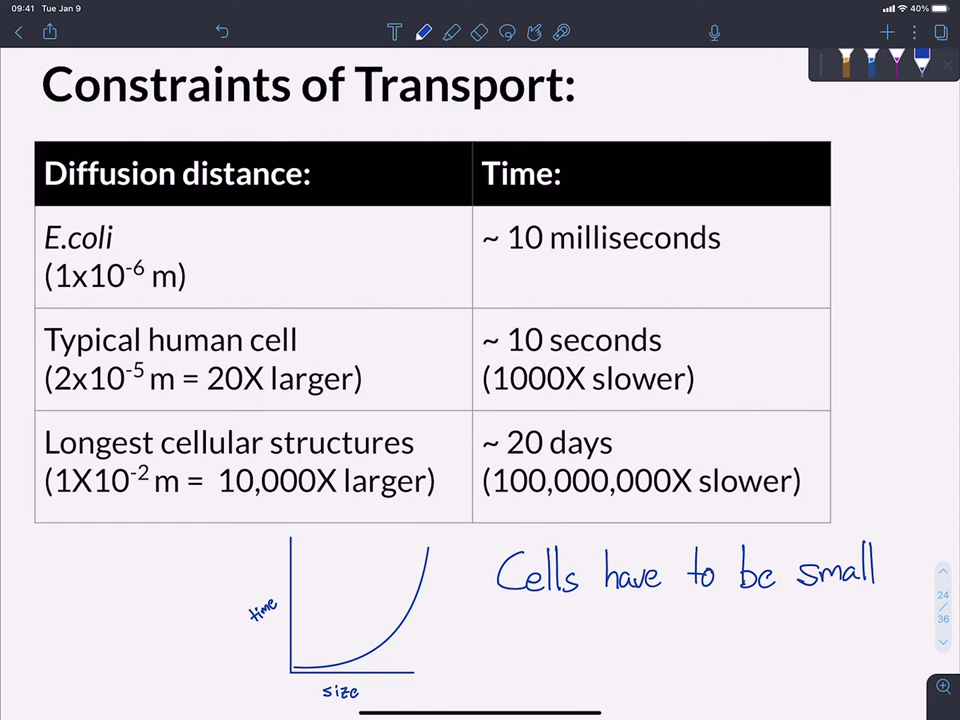 09:41 Tue Jan 9
40%
T
Constraints of Transport:
Diffusion distance:
Time:
E.coli
(1x10⁻⁶ m)
~ 10 milliseconds
Typical human cell
(2x10⁻⁵ m = 20X larger)
~ 10 seconds
(1000X slower)
Longest cellular structures
(1X10⁻² m = 10,000X larger)
~ 20 days
(100,000,000X slower)
Cells have to be small
time
size
24
/
36